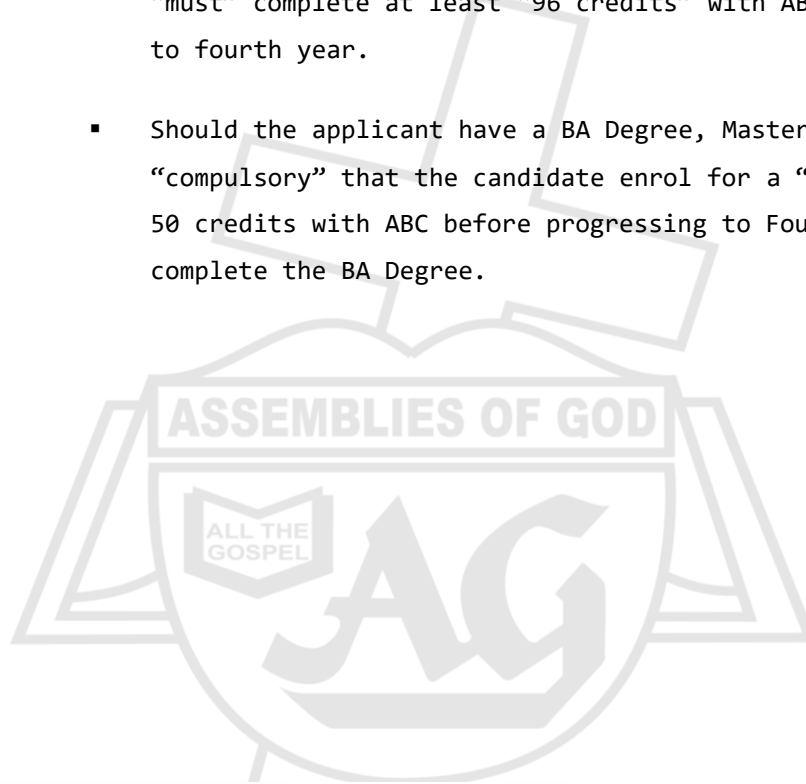 "must" complete at least "96 credits" with AB
to fourth year.
▪ Should the applicant have a BA Degree, Master
“compulsory” that the candidate enrol for a “
50 credits with ABC before progressing to Fou
complete the BA Degree.
ASSEMBLIES OF GOD
ALL THE
GOSPEL
AG